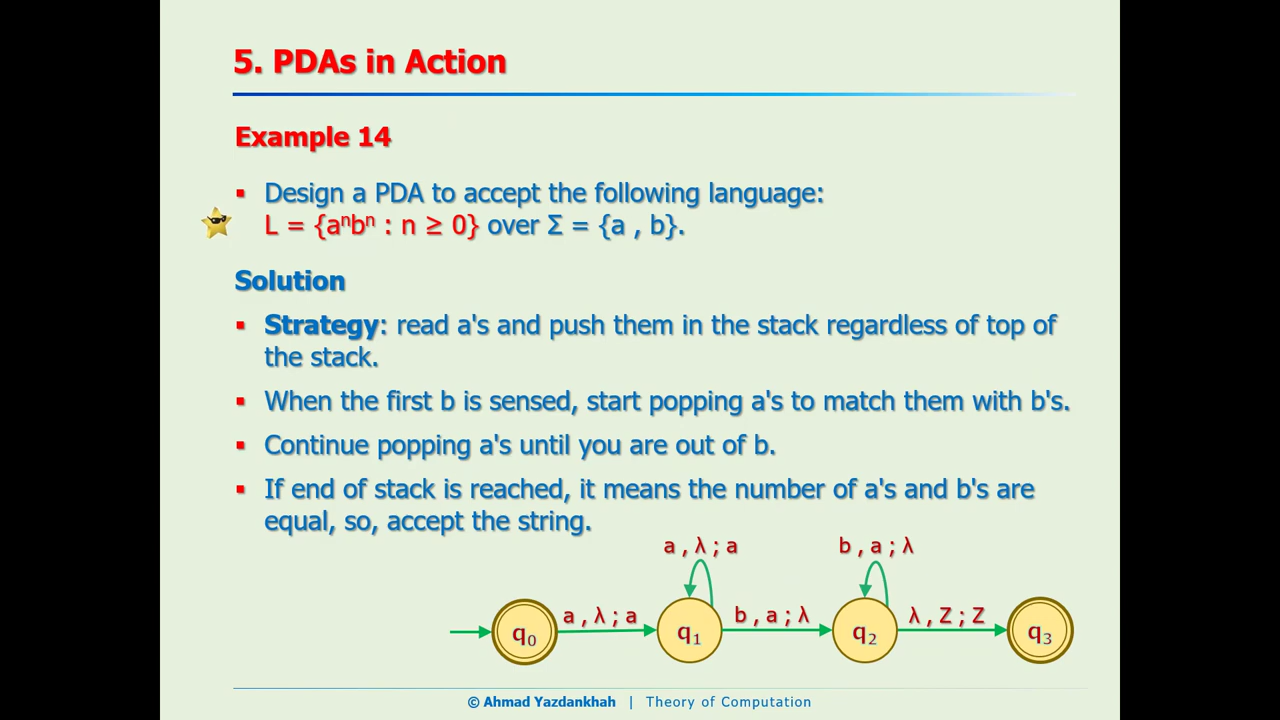 5. PDAs in Action
Example 14
▪ Design a PDA to accept the following language:
L = {aⁿbⁿ : n ≥ 0} over Σ = {a , b}.
Solution
▪ Strategy: read a's and push them in the stack regardless of top of
the stack.
▪ When the first b is sensed, start popping a's to match them with b's.
▪ Continue popping a's until you are out of b.
▪ If end of stack is reached, it means the number of a's and b's are
equal, so, accept the string.
a , λ ; a
b , a ; λ
a , λ ; a
b , a ; λ
λ , Z ; Z
q₀
q₁
q₂
q₃
© Ahmad Yazdankhah | Theory of Computation